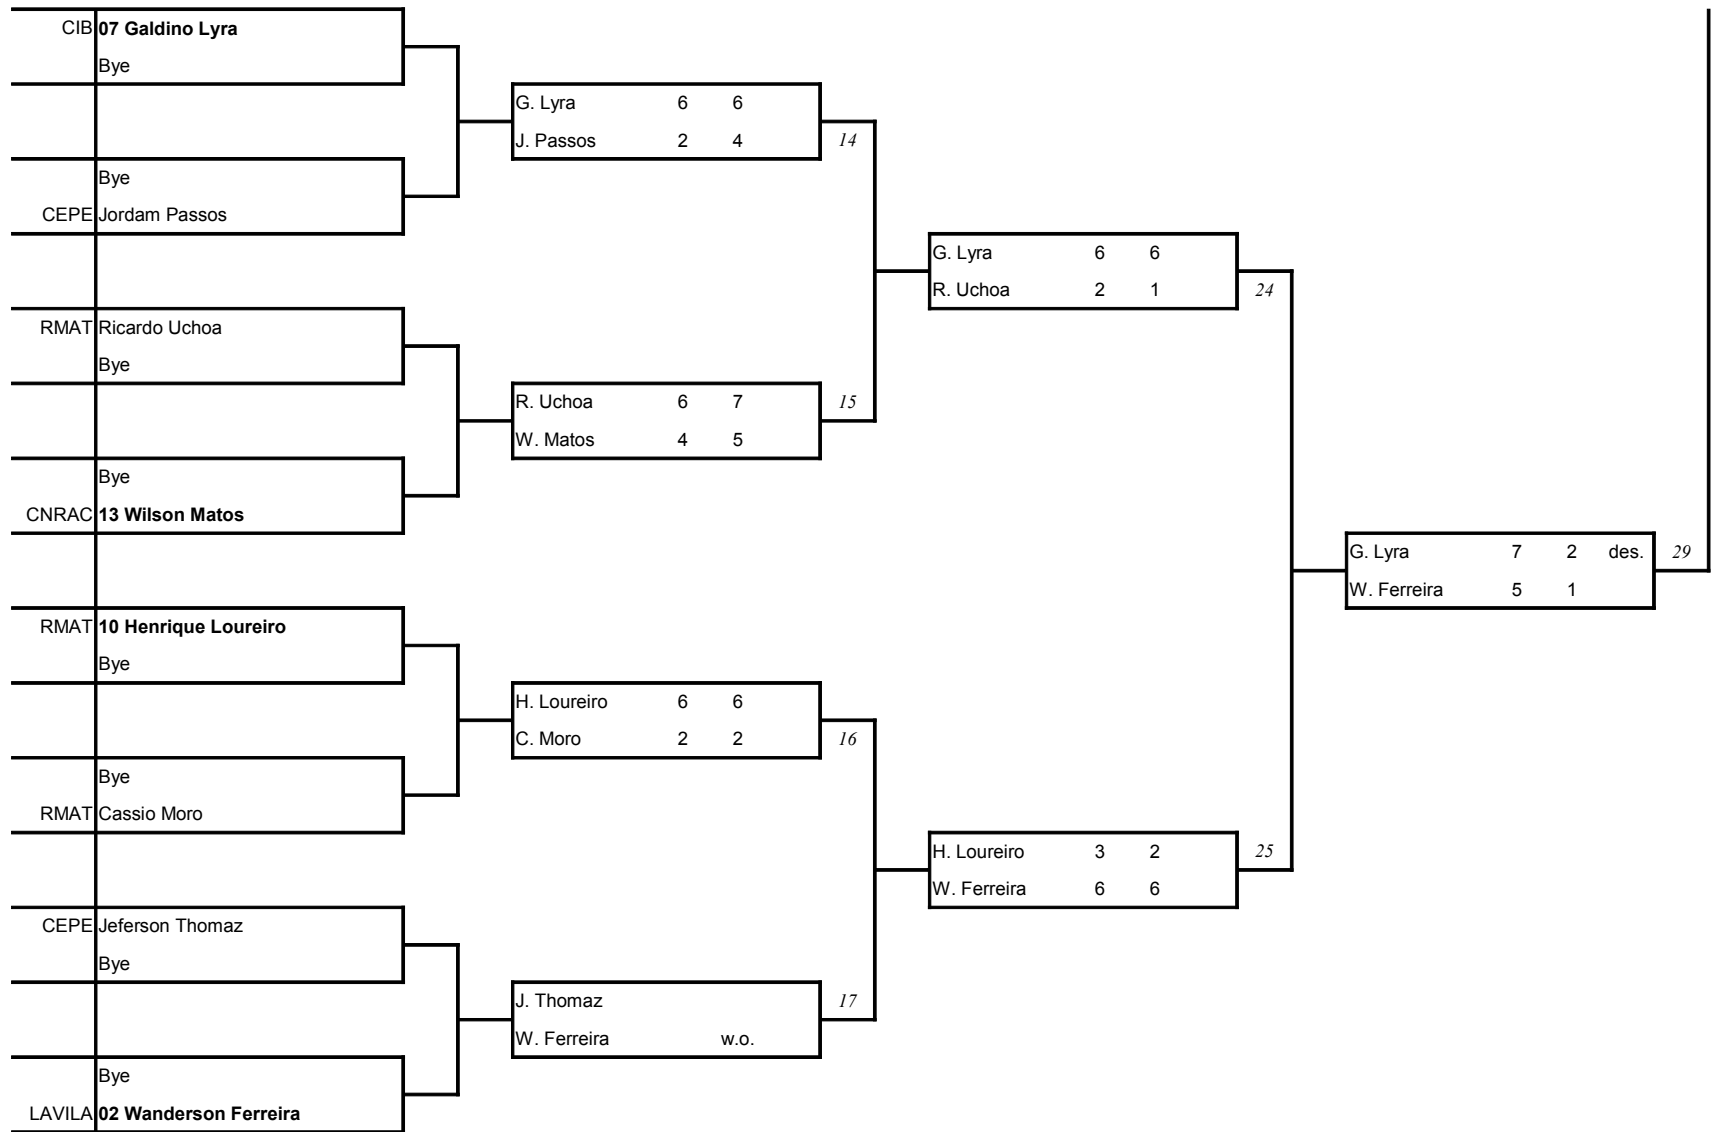 CIB 07 Galdino Lyra
Bye
G. Lyra 6 6
J. Passos 2 4 14
Bye
CEPE Jordam Passos
G. Lyra 6 6
R. Uchoa 2 1 24
RMAT Ricardo Uchoa
Bye
R. Uchoa 6 7 15
W. Matos 4 5
Bye
CNRAC 13 Wilson Matos
G. Lyra 7 2 des. 29
W. Ferreira 5 1
RMAT 10 Henrique Loureiro
Bye
H. Loureiro 6 6
C. Moro 2 2 16
Bye
RMAT Cassio Moro
H. Loureiro 3 2 25
W. Ferreira 6 6
CEPE Jeferson Thomaz
Bye
J. Thomaz 17
W. Ferreira w.o.
Bye
LAVILA 02 Wanderson Ferreira